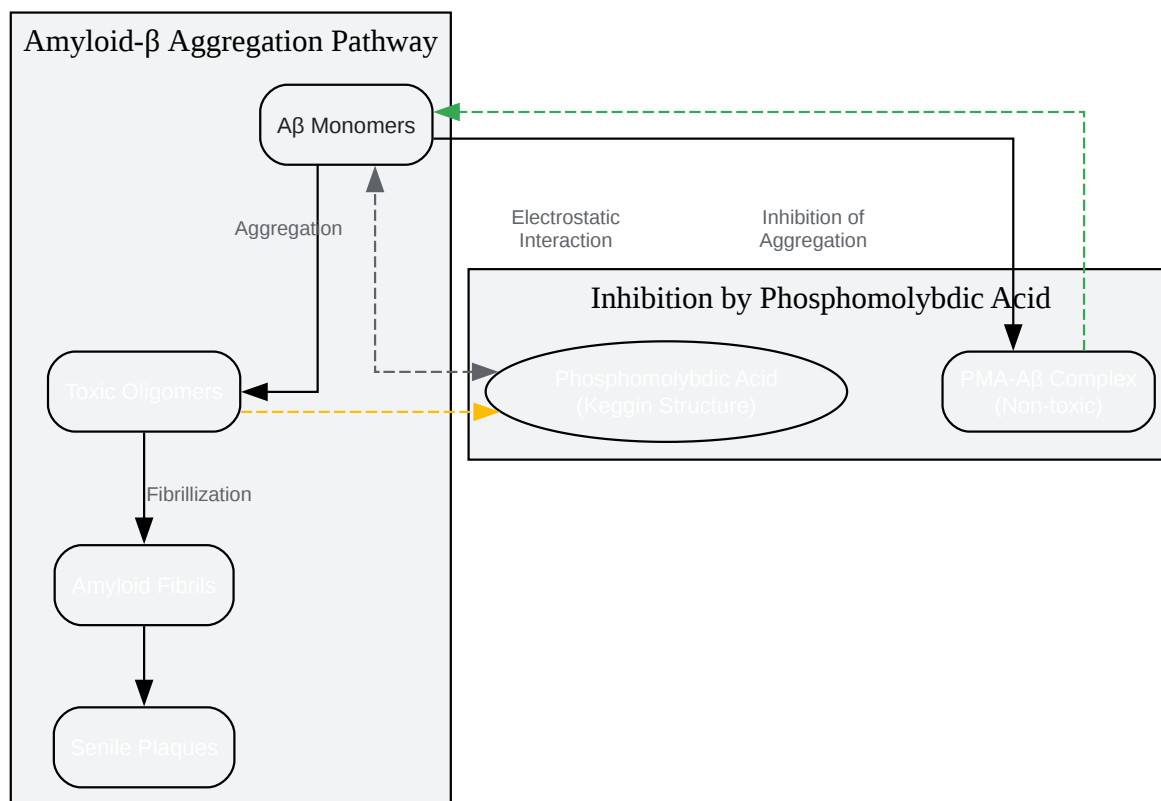 Amyloid-β Aggregation Pathway
Aβ Monomers
Aggregation
Electrostatic
Interaction
Inhibition of
Aggregation
Inhibition by Phosphomolybdic Acid
Toxic Oligomers
Phosphomolybdic Acid
(Keggin Structure)
PMA-Aβ Complex
(Non-toxic)
Fibrillization
Amyloid Fibrils
Senile Plaques